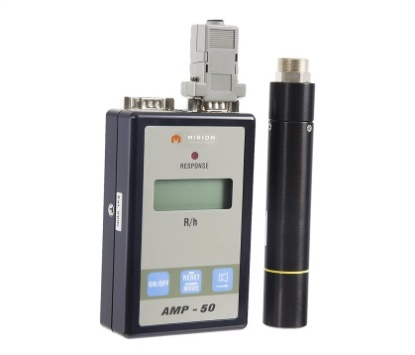 MIRION
RESPONSE
R/h
ON/OFF
RESET
MODE
AMP - 50